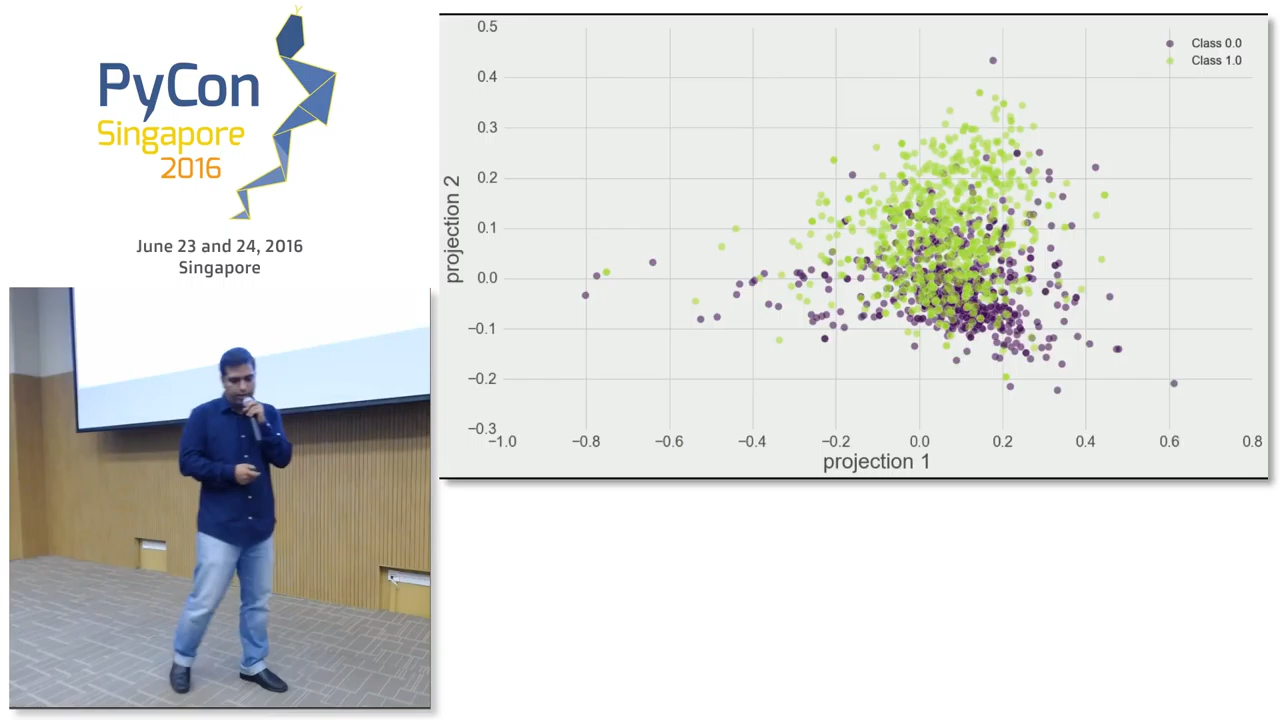 PyCon
Singapore
2016
June 23 and 24, 2016
Singapore
0.5
0.4
0.3
0.2
0.1
0.0
−0.1
−0.2
−0.3
projection 2
−1.0 −0.8 −0.6 −0.4 −0.2 0.0 0.2 0.4 0.6 0.8
projection 1
Class 0.0
Class 1.0